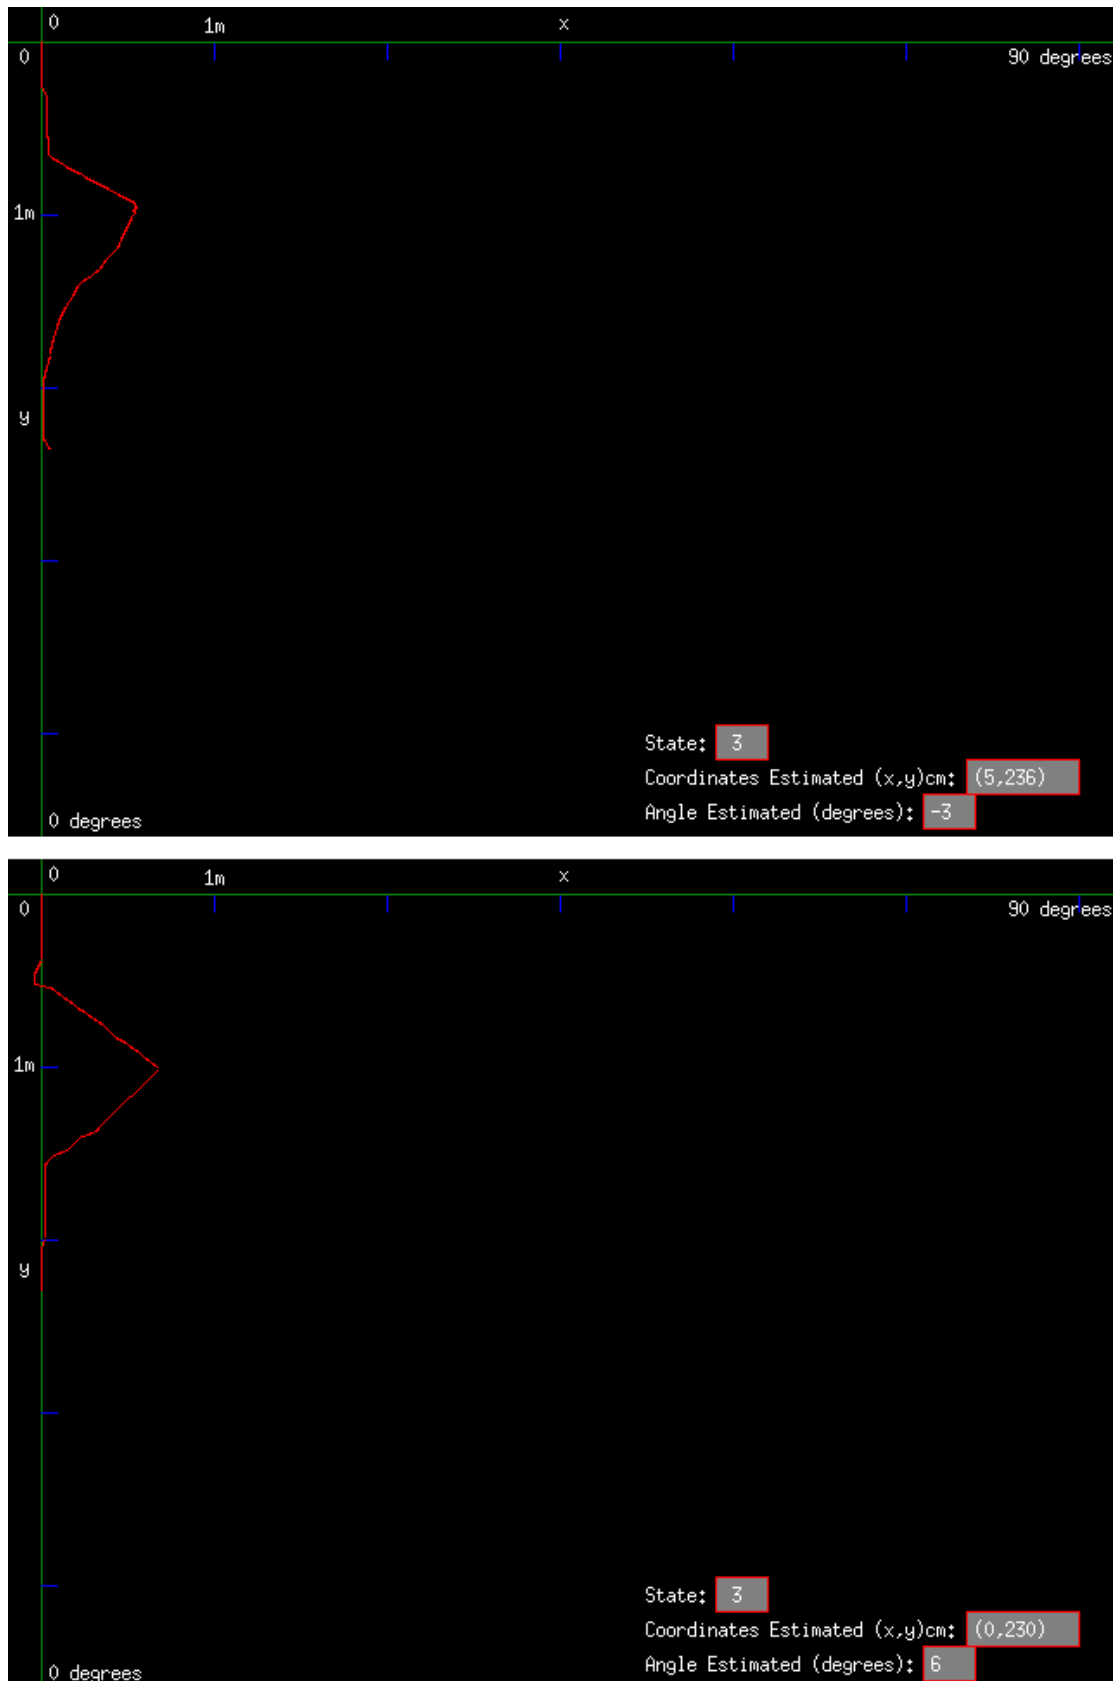 0 1m x
0 90 degrees
1m
y
State: 3
Coordinates Estimated (x,y)cm: (5,236)
0 degrees Angle Estimated (degrees): -3
0 1m x
0 90 degrees
1m
y
State: 3
Coordinates Estimated (x,y)cm: (0,230)
0 degrees Angle Estimated (degrees): 6